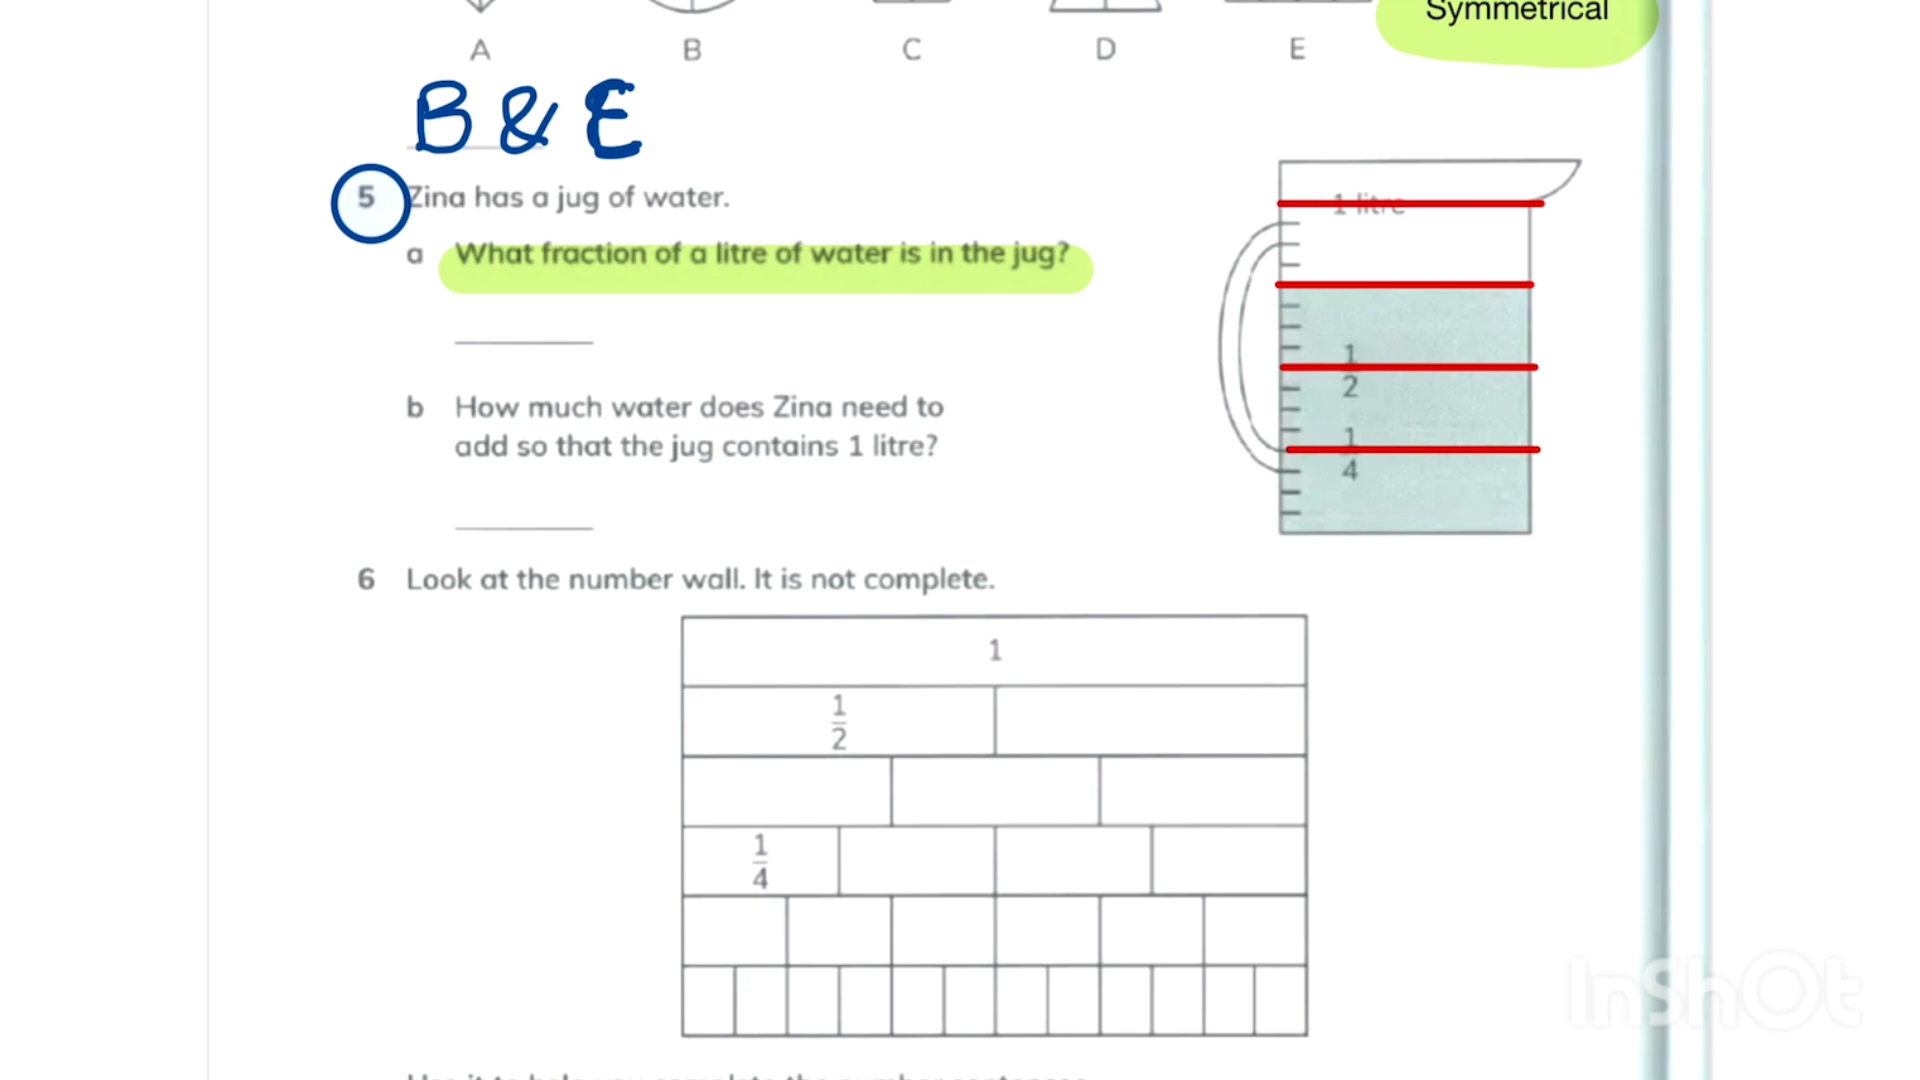 Symmetrical
A B C D E
B & E
5 Zina has a jug of water.
a What fraction of a litre of water is in the jug?
1 litre
1
2
1
4
b How much water does Zina need to
add so that the jug contains 1 litre?
6 Look at the number wall. It is not complete.
1
1
2
1
4
InShOt